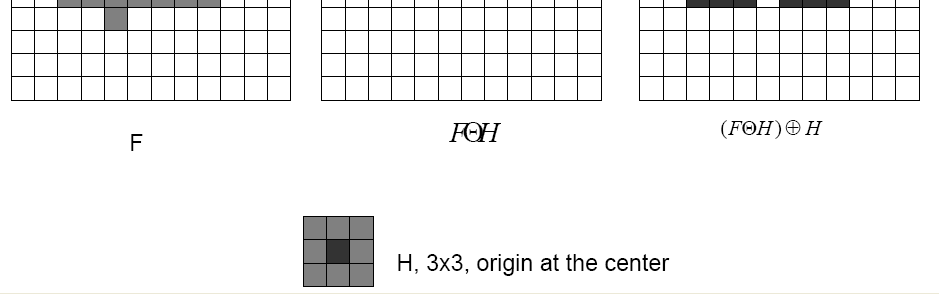 F
FΘH
(FΘH)⊕H
H, 3x3, origin at the center